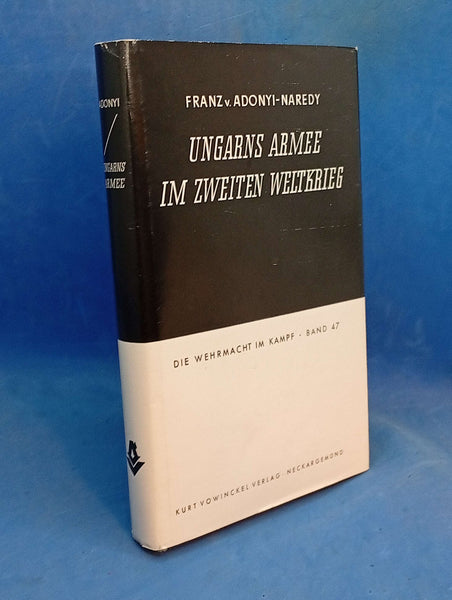 ADONYI
/
UNGARNS
ARMEE
FRANZ v. ADONYI-NAREDY
UNGARNS ARMEE
IM ZWEITEN WELTKRIEG
DIE WEHRMACHT IM KAMPF · BAND 47
KURT VOWINCKEL VERLAG · NECKARGEMÜND